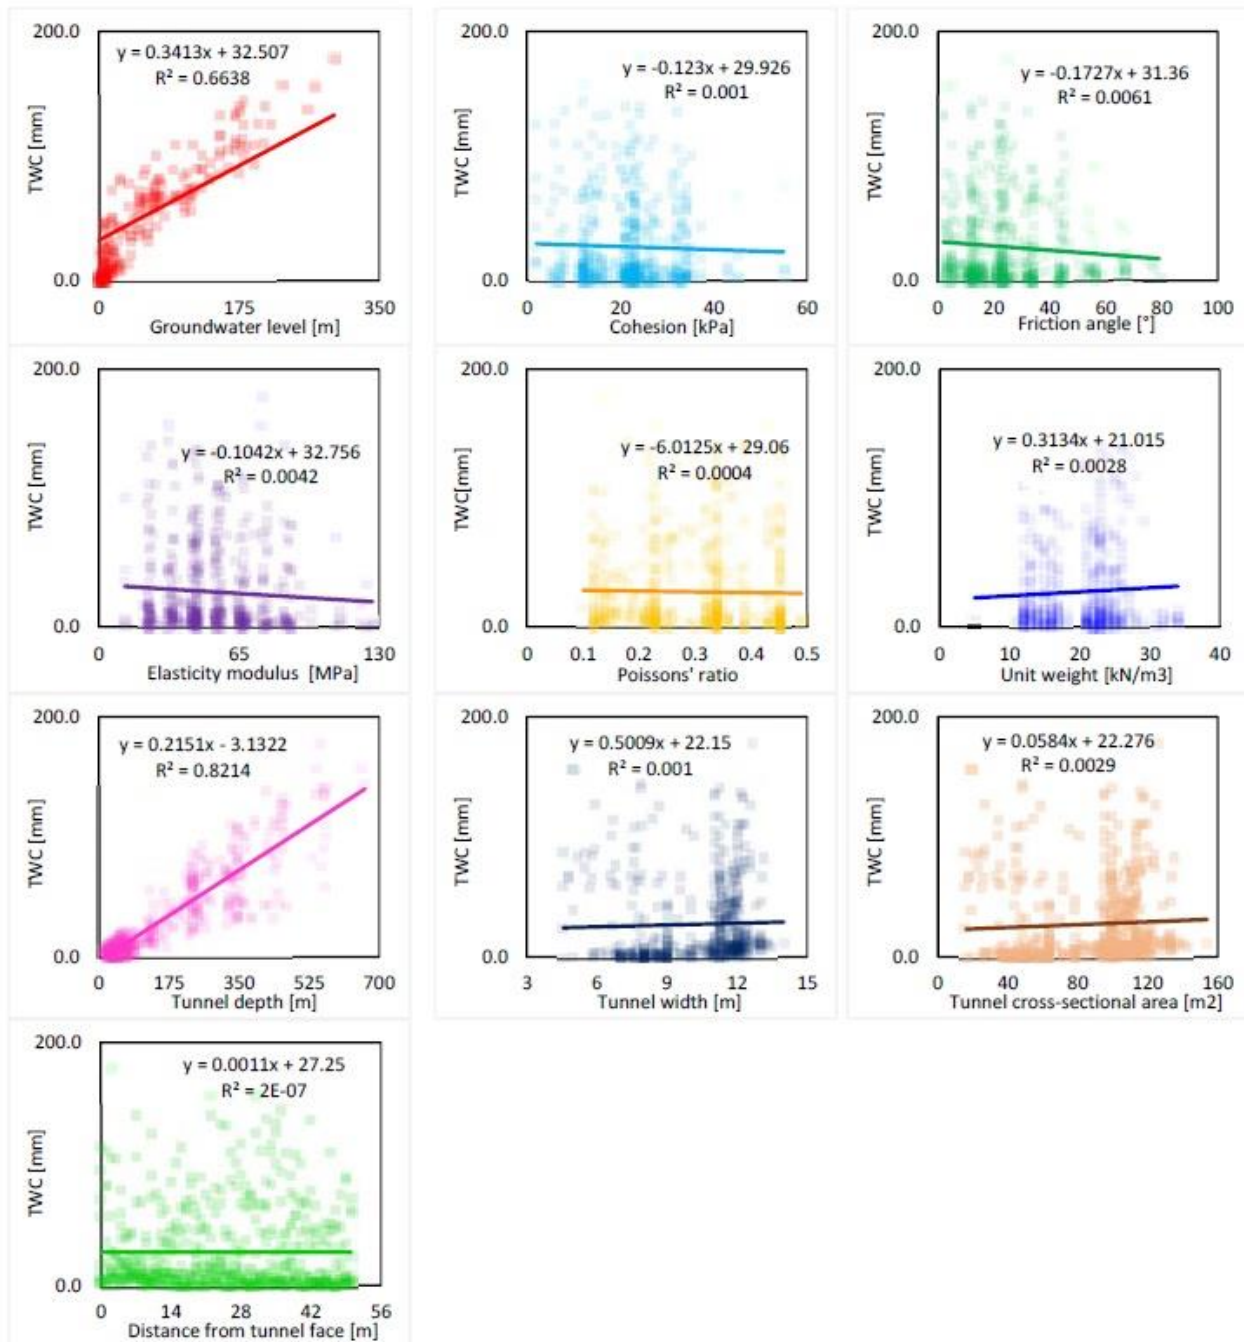 200.0
y = 0.3413x + 32.507
R² = 0.6638
TWC [mm]
0.0
0 175 350
Groundwater level [m]
y = -0.123x + 29.926
R² = 0.001
TWC [mm]
0 20 40 60
Cohesion [kPa]
200.0
y = -0.1727x + 31.36
R² = 0.0061
TWC [mm]
0.0
0 20 40 60 80 100
Friction angle [°]
200.0
y = -0.1042x + 32.756
R² = 0.0042
TWC [mm]
0.0
0 65 130
Elasticity modulus [MPa]
200.0
y = -6.0125x + 29.06
R² = 0.0004
TWC[mm]
0.0
0 0.1 0.2 0.3 0.4 0.5
Poissons' ratio
200.0
y = 0.3134x + 21.015
R² = 0.0028
TWC [mm]
0.0
0 10 20 30 40
Unit weight [kN/m3]
200.0
y = 0.2151x - 3.1322
R² = 0.8214
TWC [mm]
0.0
0 175 350 525 700
Tunnel depth [m]
200.0
y = 0.5009x + 22.15
R² = 0.001
TWC [mm]
0.0
3 6 9 12 15
Tunnel width [m]
200.0
y = 0.0584x + 22.276
R² = 0.0029
TWC [mm]
0.0
0 40 80 120 160
Tunnel cross-sectional area [m2]
200.0
y = 0.0011x + 27.25
R² = 2E-07
TWC [mm]
0.0
0 14 28 42 56
Distance from tunnel face [m]